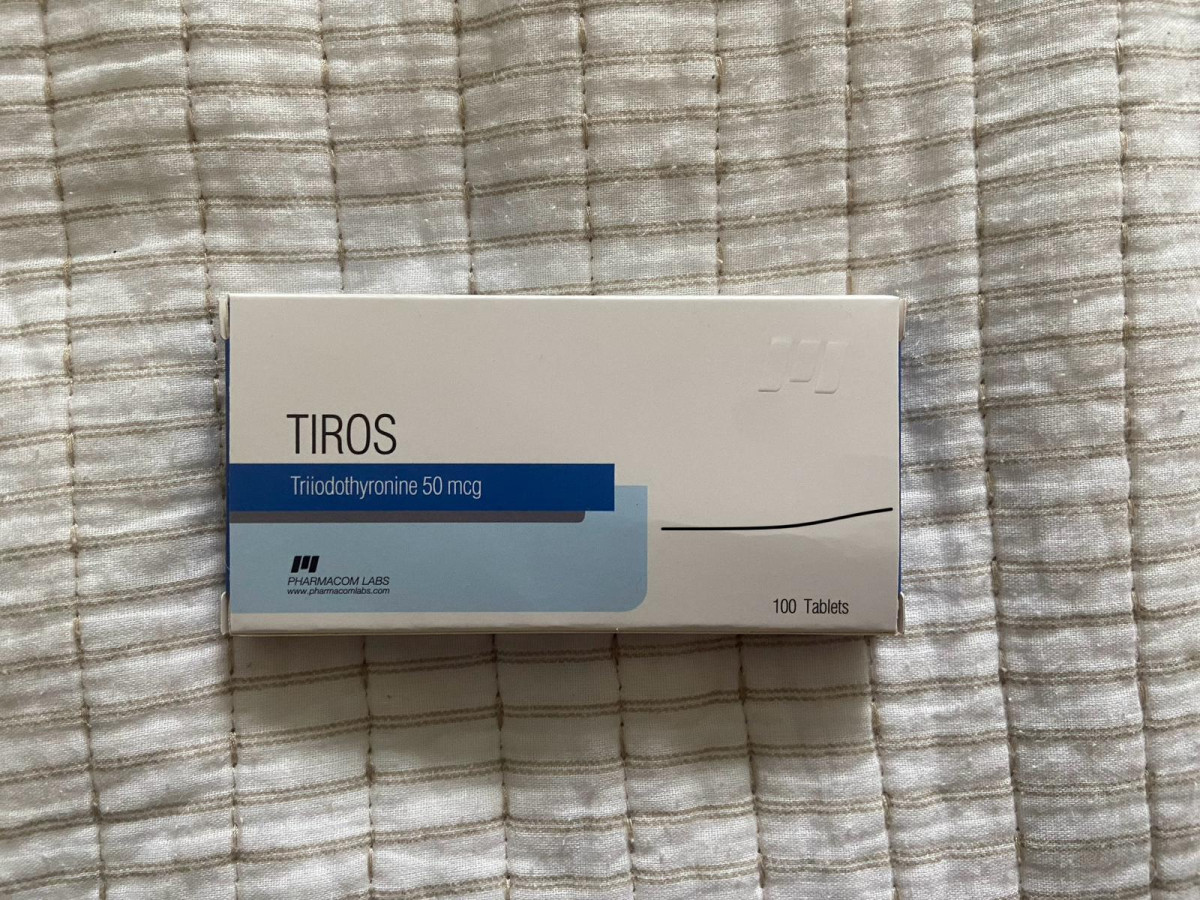 TIROS
Triiodothyronine 50 mcg
PHARMACOM LABS
www.pharmacomlabs.com
100 Tablets